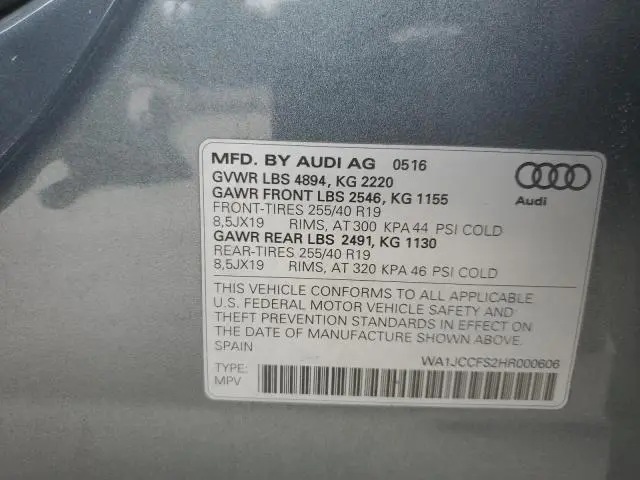 MFD. BY AUDI AG 0516
GVWR LBS 4894, KG 2220
GAWR FRONT LBS 2546, KG 1155
FRONT-TIRES 255/40 R19
8,5JX19 RIMS, AT 300 KPA 44 PSI COLD
GAWR REAR LBS 2491, KG 1130
REAR-TIRES 255/40 R19
8,5JX19 RIMS, AT 320 KPA 46 PSI COLD
Audi
THIS VEHICLE CONFORMS TO ALL APPLICABLE
U.S. FEDERAL MOTOR VEHICLE SAFETY AND
THEFT PREVENTION STANDARDS IN EFFECT ON
THE DATE OF MANUFACTURE SHOWN ABOVE.
SPAIN
WA1JCCFS2HR000606
TYPE:
MPV